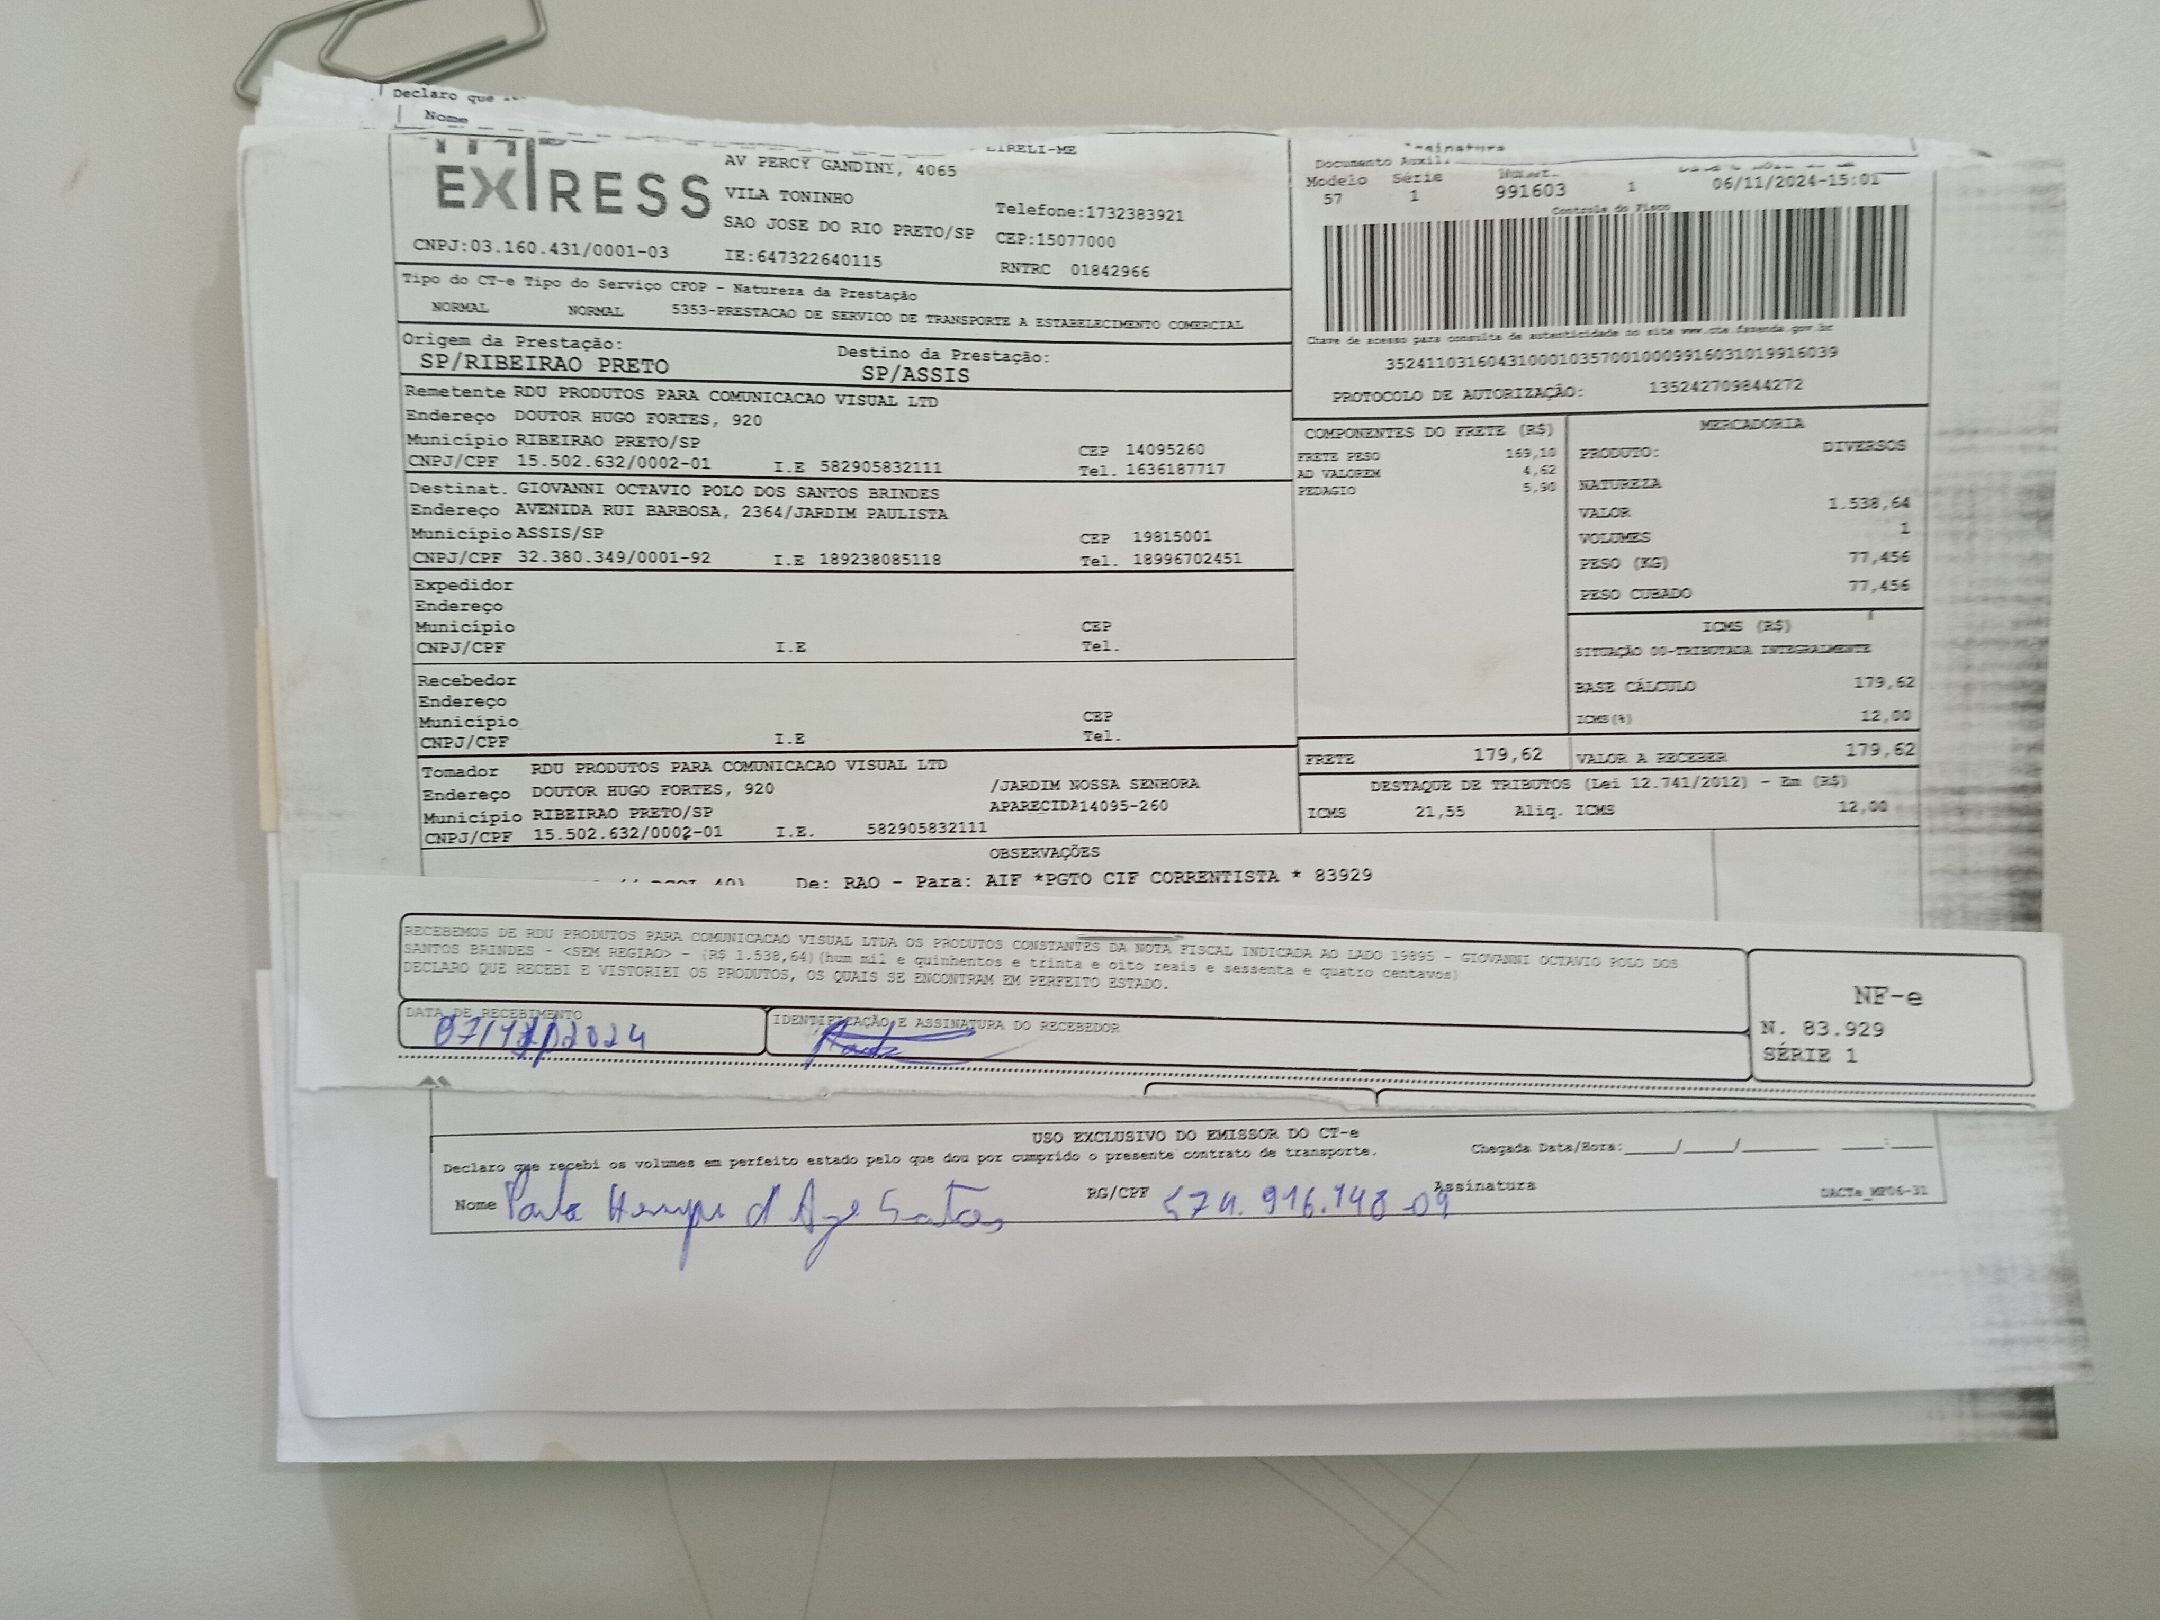 Declaro que
Nome
EXPRESS
EIRELI-ME
AV PERCY GANDINI, 4065
VILA TONINHO
Telefone:1732383921
SAO JOSE DO RIO PRETO/SP CEP:15077000
CNPJ:03.160.431/0001-03 IE:647322640115 RNTRC 01842966
Assinatura
Documento
Modelo Série
57 1 991603 1 06/11/2024-15:01
Controle do Fisco
Chave de acesso para consulta de autenticidade no site www.cte.fazenda.gov.br
35241103160431000103570010009916031019916039
PROTOCOLO DE AUTORIZAÇÃO: 135242709844272
Tipo do CT-e Tipo do Serviço CFOP - Natureza da Prestação
NORMAL NORMAL 5353-PRESTACAO DE SERVICO DE TRANSPORTE A ESTABELECIMENTO COMERCIAL
Origem da Prestação: Destino da Prestação:
SP/RIBEIRAO PRETO SP/ASSIS
Remetente RDU PRODUTOS PARA COMUNICACAO VISUAL LTD
Endereço DOUTOR HUGO FORTES, 920
Município RIBEIRAO PRETO/SP CEP 14095260
CNPJ/CPF 15.502.632/0002-01 I.E 582905832111 Tel. 1636187717
Destinat. GIOVANNI OCTAVIO POLO DOS SANTOS BRINDES
Endereço AVENIDA RUI BARBOSA, 2364/JARDIM PAULISTA
Município ASSIS/SP CEP 19815001
CNPJ/CPF 32.380.349/0001-92 I.E 189238085118 Tel. 18996702451
Expedidor
Endereço
Município CEP
CNPJ/CPF I.E Tel.
Recebedor
Endereço
Município CEP
CNPJ/CPF I.E Tel.
Tomador RDU PRODUTOS PARA COMUNICACAO VISUAL LTD
Endereço DOUTOR HUGO FORTES, 920 /JARDIM NOSSA SENHORA
Município RIBEIRAO PRETO/SP APARECIDA14095-260
CNPJ/CPF 15.502.632/0002-01 I.E. 582905832111
COMPONENTES DO FRETE (R$)
FRETE PESO 169,10
AD VALOREM 4,62
PEDAGIO 5,90
MERCADORIA
PRODUTO: DIVERSOS
NATUREZA
VALOR 1.538,64
VOLUMES 1
PESO (KG) 77,456
PESO CUBADO 77,456
ICMS (R$)
SITUAÇÃO 00-TRIBUTADA INTEGRALMENTE
BASE CÁLCULO 179,62
ICMS(%) 12,00
FRETE 179,62 VALOR A RECEBER 179,62
DESTAQUE DE TRIBUTOS (Lei 12.741/2012) - Em (R$)
ICMS 21,55 Aliq. ICMS 12,00
OBSERVAÇÕES
De: RAO - Para: AIF *PGTO CIF CORRENTISTA * 83929
RECEBEMOS DE RDU PRODUTOS PARA COMUNICACAO VISUAL LTDA OS PRODUTOS CONSTANTES DA NOTA FISCAL INDICADA AO LADO 19895 - GIOVANNI OCTAVIO POLO DOS
SANTOS BRINDES - <SEM REGIAO> - (R$ 1.538,64)(hum mil e quinhentos e trinta e oito reais e sessenta e quatro centavos)
DECLARO QUE RECEBI E VISTORIEI OS PRODUTOS, OS QUAIS SE ENCONTRAM EM PERFEITO ESTADO.
DATA DE RECEBIMENTO
IDENTIFICAÇÃO E ASSINATURA DO RECEBEDOR
NF-e
N. 83.929
SÉRIE 1
USO EXCLUSIVO DO EMISSOR DO CT-e
Declaro que recebi os volumes em perfeito estado pelo que dou por cumprido o presente contrato de transporte.
Chegada Data/Hora:_____/_____/________ ____:____
Nome RG/CPF Assinatura
DACTe_MP06-31